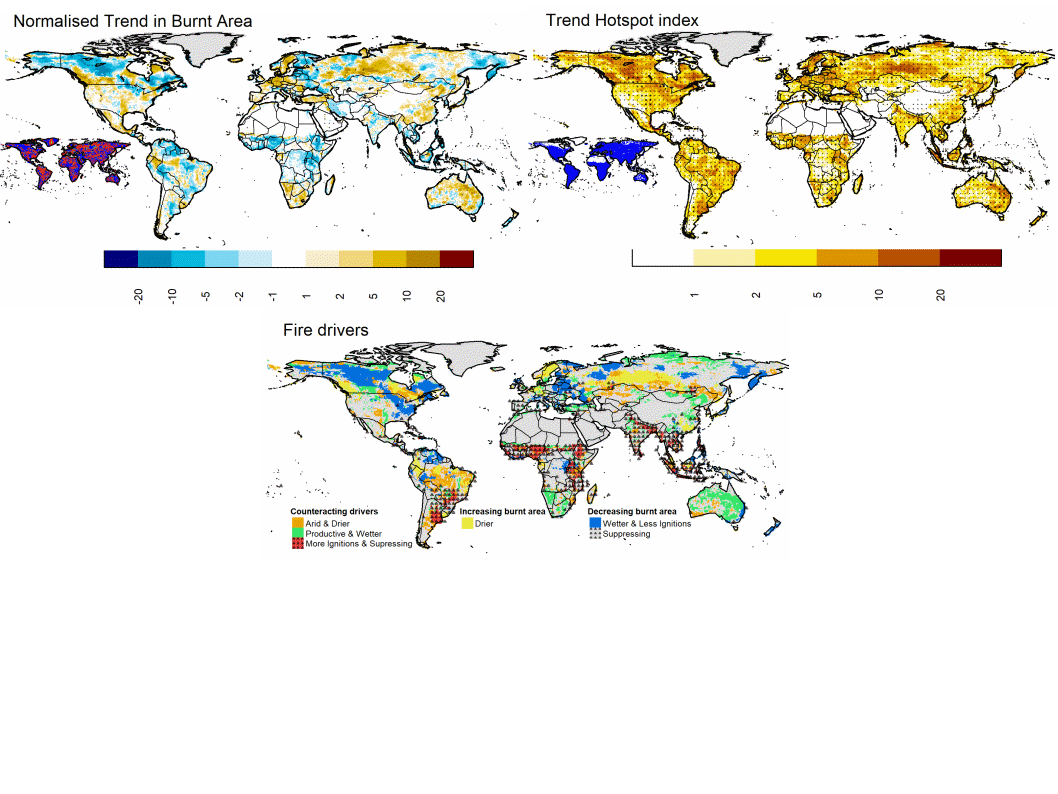 Normalised Trend in Burnt Area
Trend Hotspot index
-20 -10 -5 -2 -1 1 2 5 10 20
1 2 5 10 20
Fire drivers
Counteracting drivers
Arid & Drier
Productive & Wetter
More Ignitions & Supressing
Increasing burnt area
Drier
Decreasing burnt area
Wetter & Less Ignitions
Suppressing